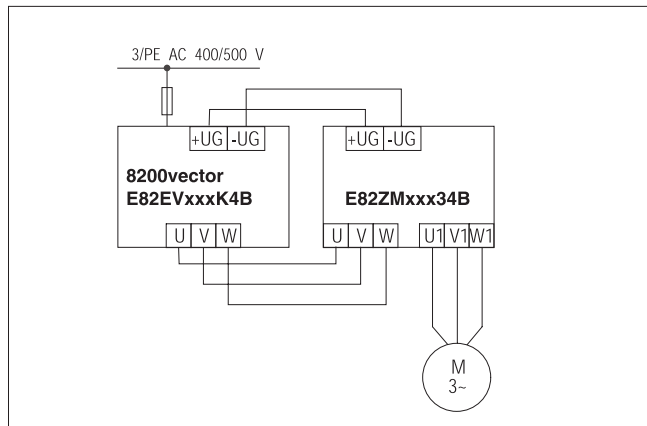 3/PE AC 400/500 V
+UG -UG
+UG -UG
8200vector
E82EVxxxK4B
E82ZMxxx34B
U V W
U V W U1 V1 W1
M
3~